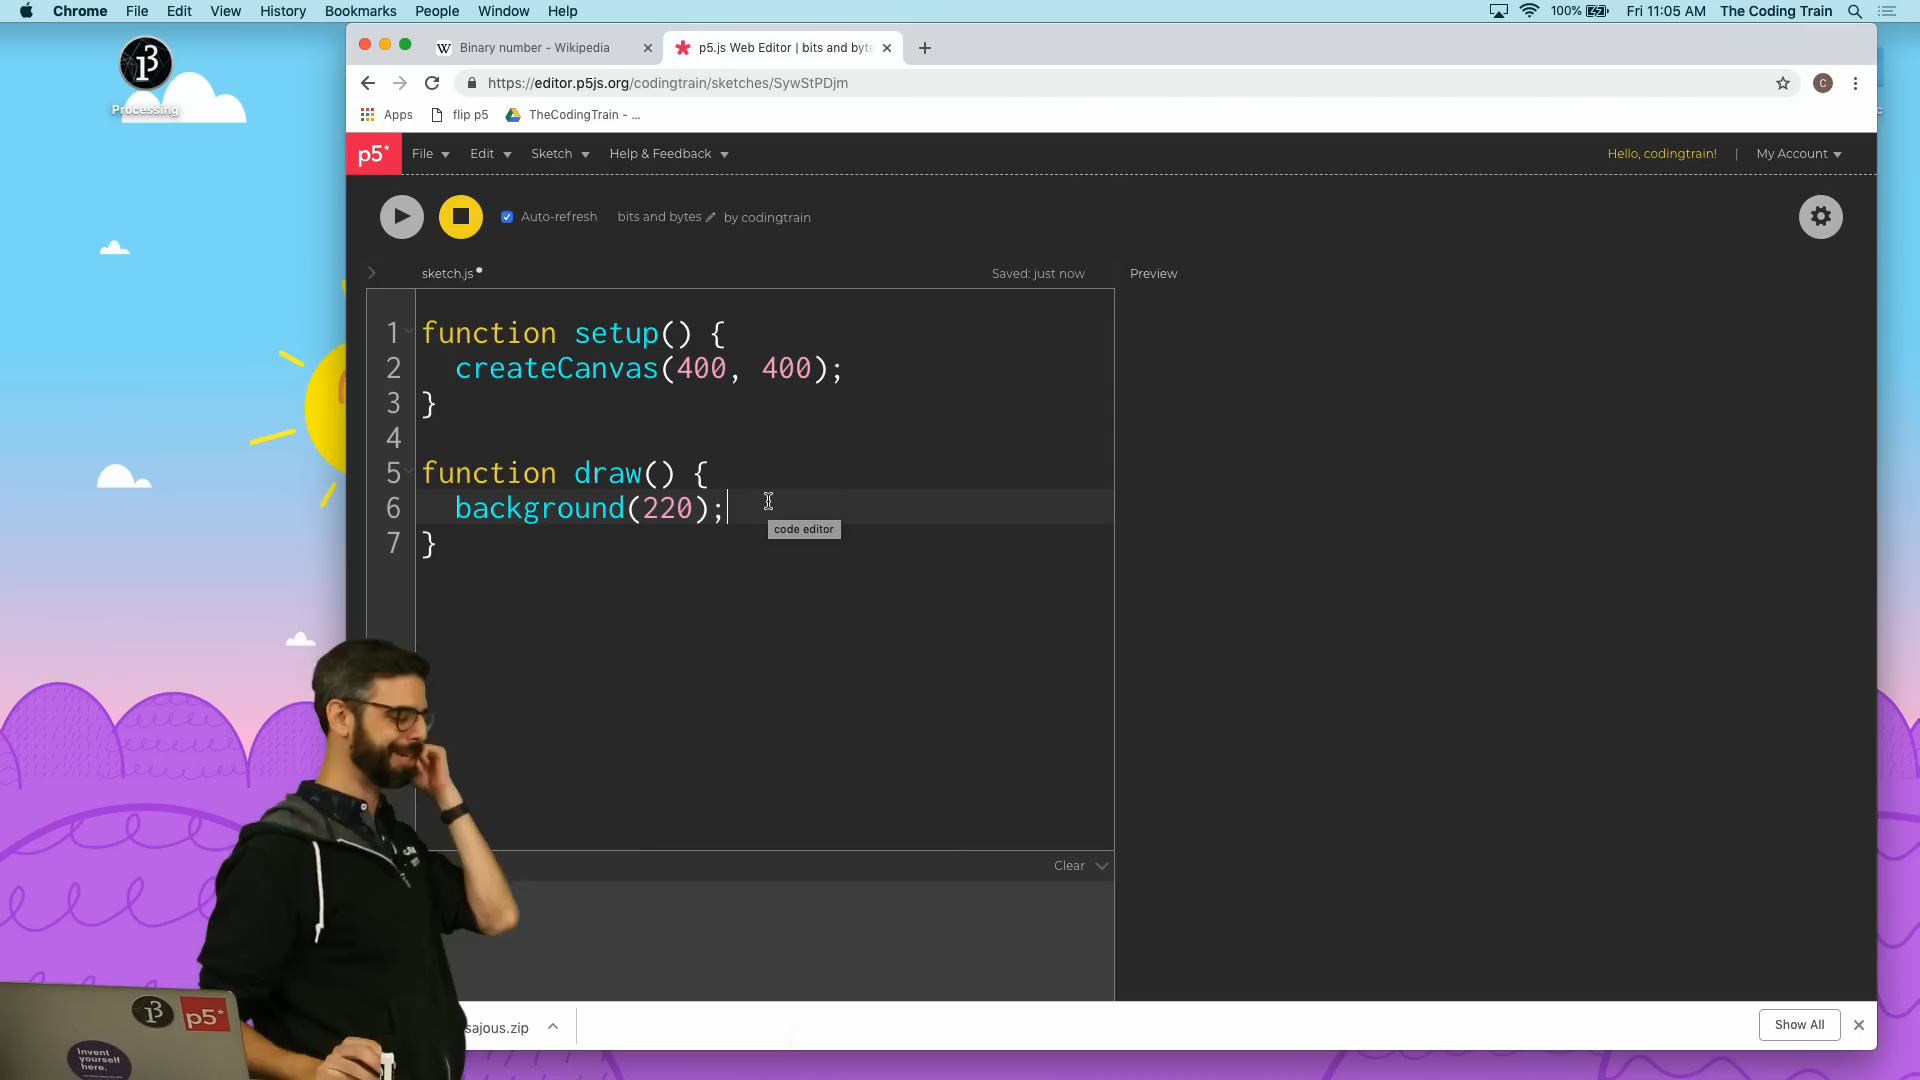 Chrome File Edit View History Bookmarks People Window Help
100% Fri 11:05 AM The Coding Train
Processing
W Binary number - Wikipedia
p5.js Web Editor | bits and byte
https://editor.p5js.org/codingtrain/sketches/SywStPDjm
C
Apps flip p5 TheCodingTrain - ...
p5* File Edit Sketch Help & Feedback
Hello, codingtrain! | My Account
Auto-refresh bits and bytes by codingtrain
sketch.js Saved: just now Preview
1 function setup() {
2 createCanvas(400, 400);
3 }
4
5 function draw() {
6 background(220);
7 }
code editor
Clear
sajous.zip
Show All
p5*
Invent
yourself
here.